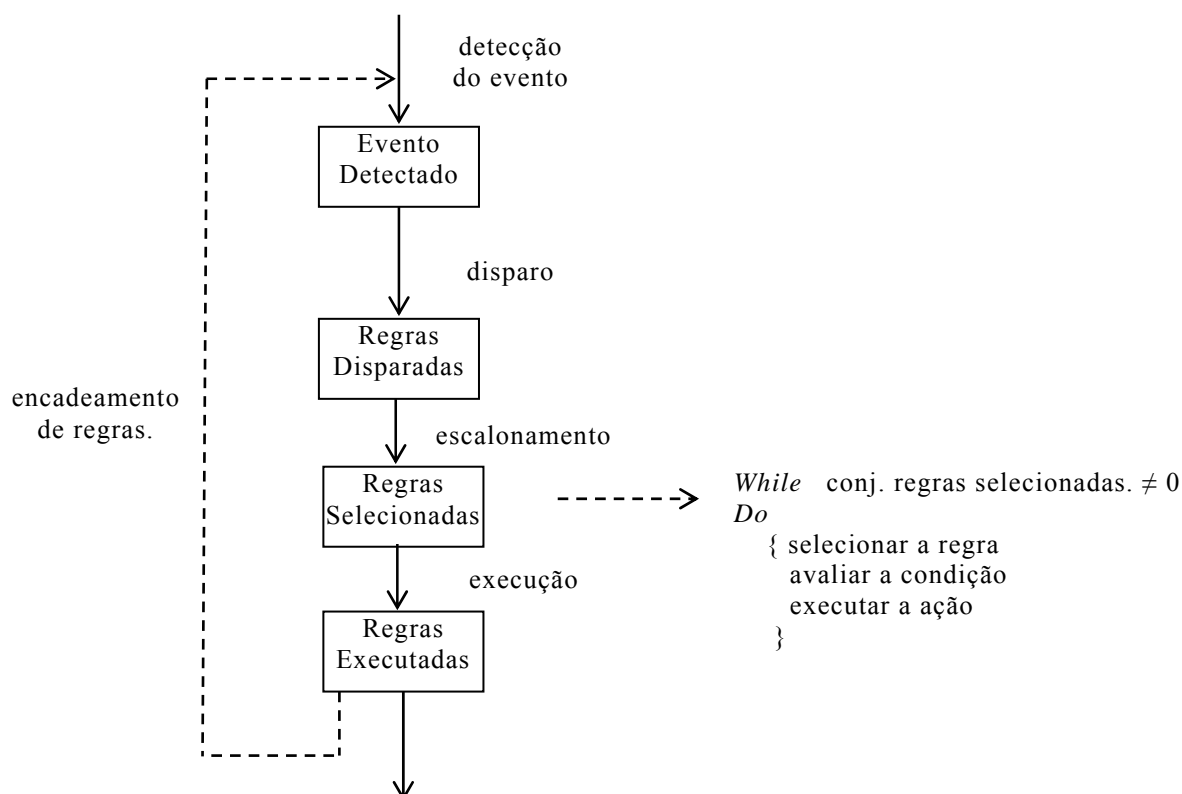 detecção
do evento
Evento
Detectado
disparo
Regras
Disparadas
encadeamento
de regras.
escalonamento
Regras
Selecionadas
While conj. regras selecionadas. ≠ 0
Do
{ selecionar a regra
avaliar a condição
executar a ação
}
execução
Regras
Executadas